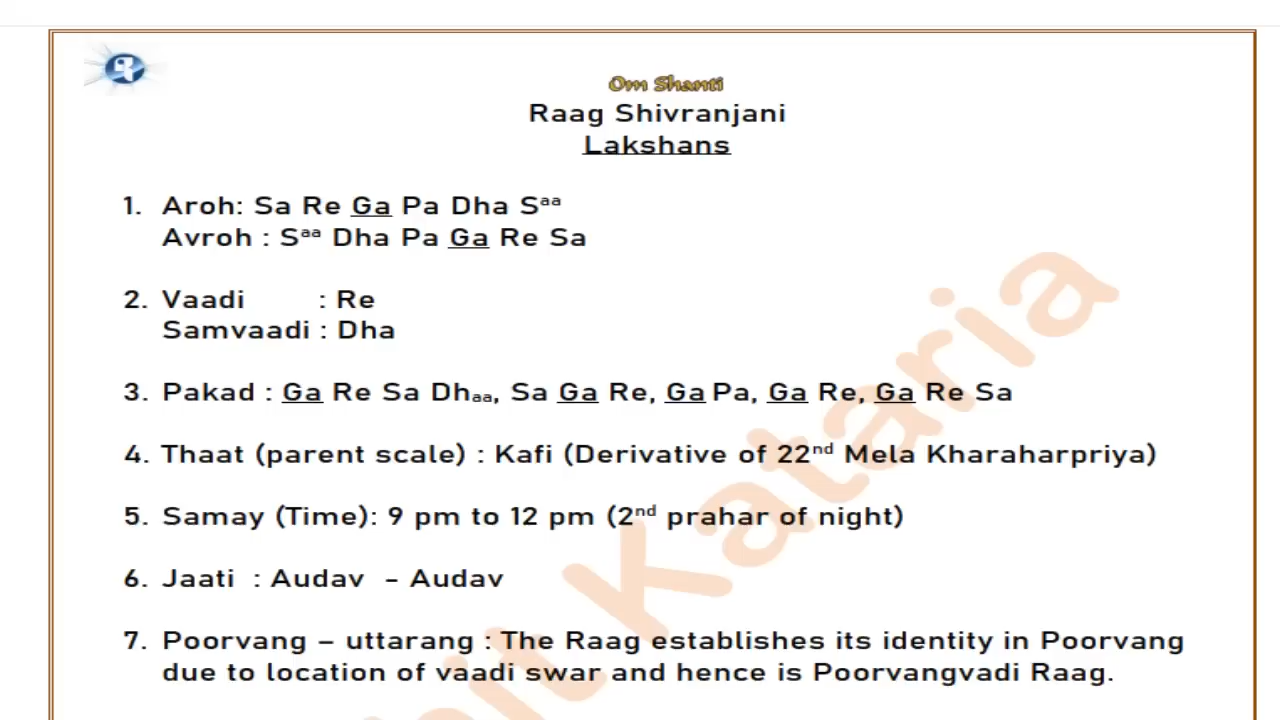 Om Shanti
Raag Shivranjani
Lakshans
1. Aroh: Sa Re Ga Pa Dha Sᵃᵃ
Avroh : Sᵃᵃ Dha Pa Ga Re Sa
2. Vaadi : Re
Samvaadi : Dha
3. Pakad : Ga Re Sa Dhₐₐ, Sa Ga Re, Ga Pa, Ga Re, Ga Re Sa
4. Thaat (parent scale) : Kafi (Derivative of 22ⁿᵈ Mela Kharaharpriya)
5. Samay (Time): 9 pm to 12 pm (2ⁿᵈ prahar of night)
6. Jaati : Audav – Audav
7. Poorvang – uttarang : The Raag establishes its identity in Poorvang
due to location of vaadi swar and hence is Poorvangvadi Raag.
Kataria